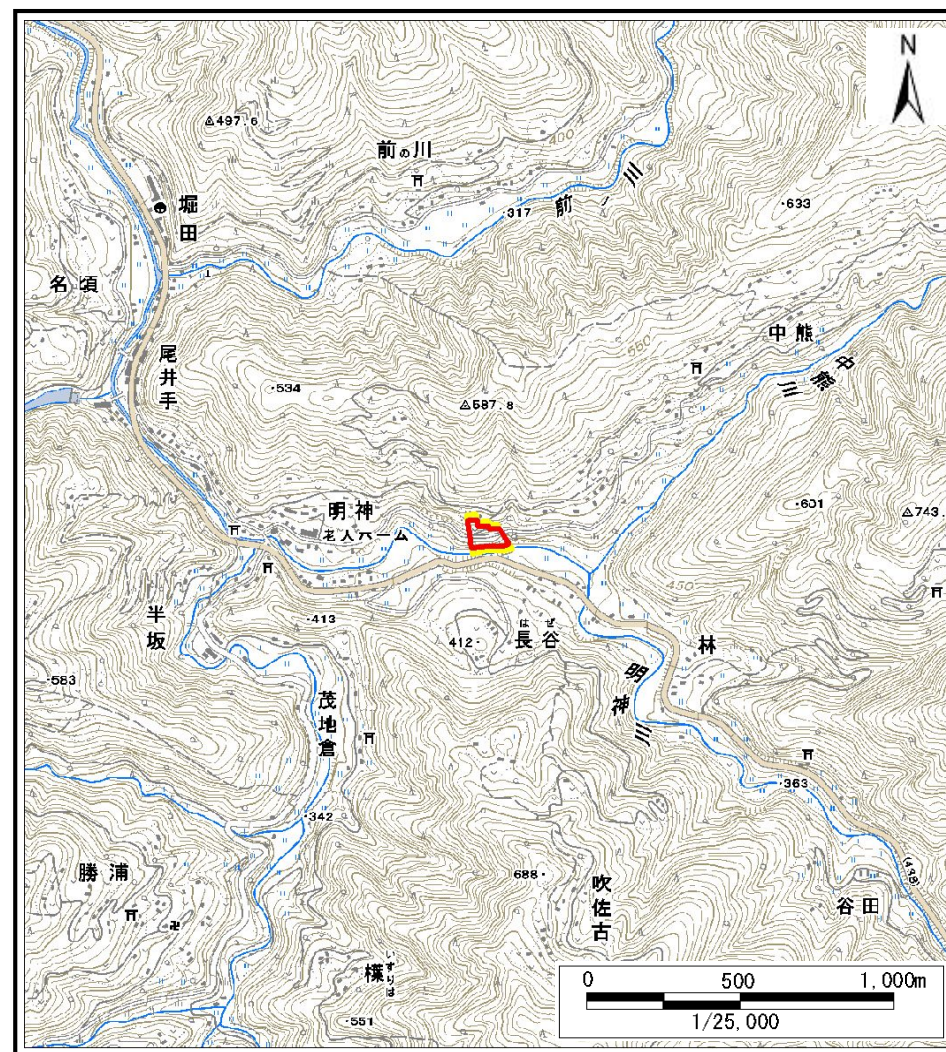 N
497.6
前の川
400
堀田
317
前川
633
名頃
中熊
中熊川
550
尾井手
534
587.8
601
743.
明神
老人ホーム
450
413
412
はぜ
長谷
半坂
林
明神川
583
茂地倉
363
342
勝浦
688
吹佐古
(438)
谷田
551
0 500 1,000m
1/25,000